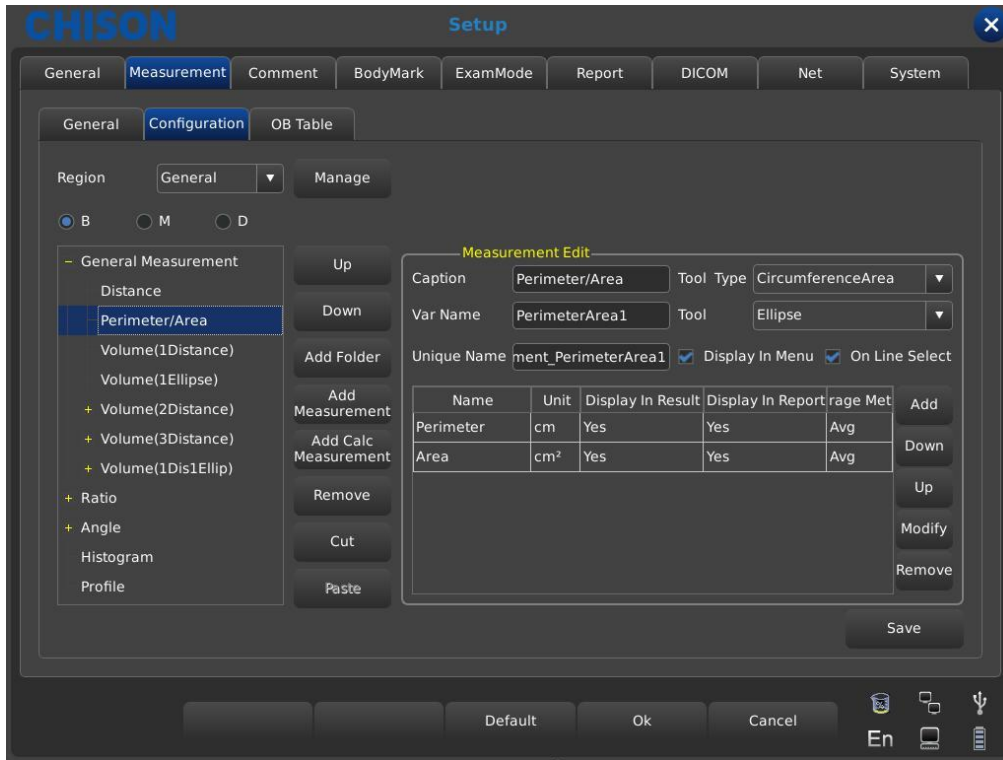 CHISON
Setup
General Measurement Comment BodyMark ExamMode Report DICOM Net System
General Configuration OB Table
Region General Manage
B M D
General Measurement
Distance
Perimeter/Area
Volume(1Distance)
Volume(1Ellipse)
+ Volume(2Distance)
+ Volume(3Distance)
+ Volume(1Dis1Ellip)
+ Ratio
+ Angle
Histogram
Profile
Up
Down
Add Folder
Add
Measurement
Add Calc
Measurement
Remove
Cut
Paste
Measurement Edit
Caption Perimeter/Area Tool Type CircumferenceArea
Var Name PerimeterArea1 Tool Ellipse
Unique Name ment_PerimeterArea1 Display In Menu On Line Select
Name Unit Display In Result Display In Report rage Met
Perimeter cm Yes Yes Avg
Area cm² Yes Yes Avg
Add
Down
Up
Modify
Remove
Save
Default Ok Cancel
En